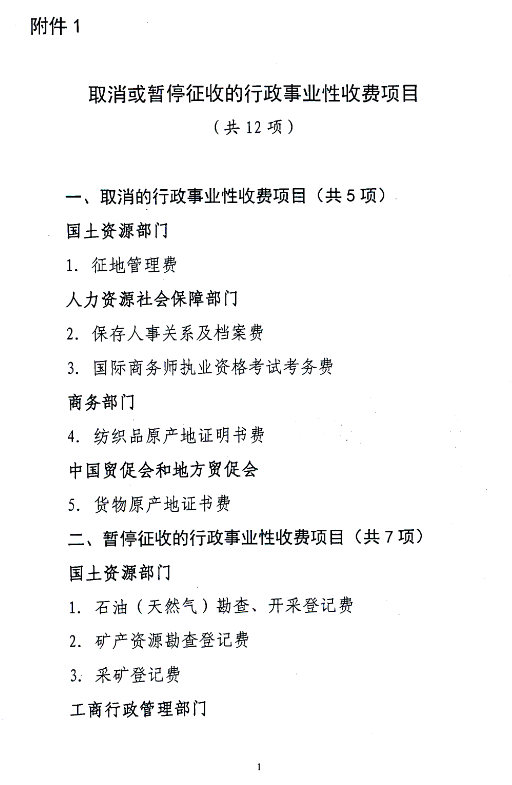 附件1
取消或暂停征收的行政事业性收费项目
（共12项）
一、取消的行政事业性收费项目（共5项）
国土资源部门
1. 征地管理费
人力资源社会保障部门
2. 保存人事关系及档案费
3. 国际商务师执业资格考试考务费
商务部门
4. 纺织品原产地证明书费
中国贸促会和地方贸促会
5. 货物原产地证书费
二、暂停征收的行政事业性收费项目（共7项）
国土资源部门
1. 石油（天然气）勘查、开采登记费
2. 矿产资源勘查登记费
3. 采矿登记费
工商行政管理部门
1